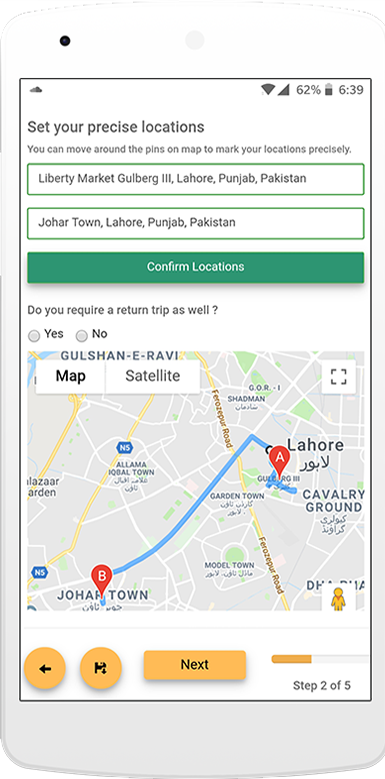 62% 6:39
Set your precise locations
You can move around the pins on map to mark your locations precisely.
Liberty Market Gulberg III, Lahore, Punjab, Pakistan
Johar Town, Lahore, Punjab, Pakistan
Confirm Locations
Do you require a return trip as well ?
Yes No
GULSHAN-E-RAVI
Map Satellite
G.O.R. - I
SHADMAN
شادمان
Ferozepur Road
N5
Lahore
لاہور
A
ALLAMA
IQBAL TOWN
علامہ اقبال
ٹاؤن
GULBERG III
گلبرگ
GARDEN TOWN
گارڈن ٹاؤن
CAVALRY
GROUND
کیولری
گراؤنڈ
Ferozepur Road
MODEL TOWN
ماڈل ٹاؤن
N5
B
JOHAR TOWN
جوہر ٹاؤن
Next
Step 2 of 5